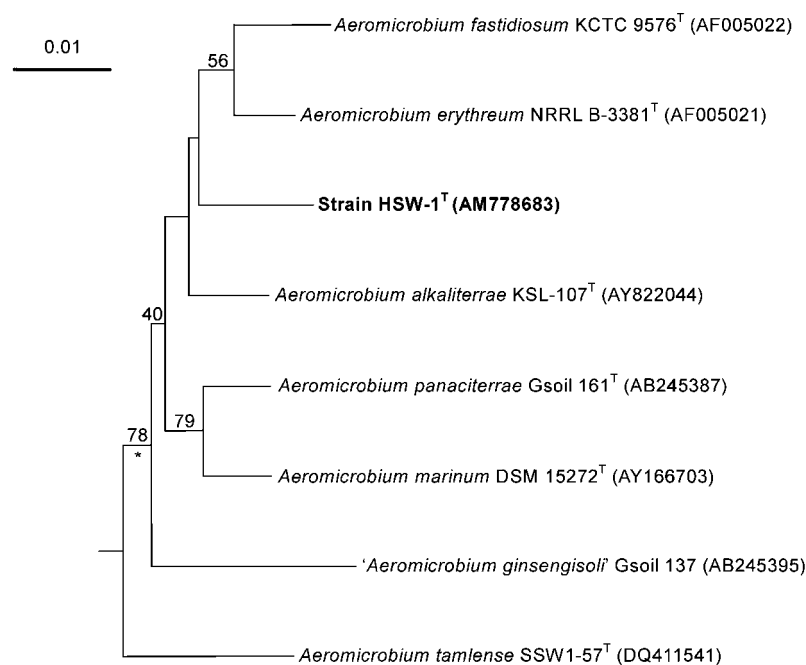 Aeromicrobium fastidiosum KCTC 9576T (AF005022)
0.01
56
Aeromicrobium erythreum NRRL B-3381T (AF005021)
Strain HSW-1T (AM778683)
Aeromicrobium alkaliterrae KSL-107T (AY822044)
40
Aeromicrobium panaciterrae Gsoil 161T (AB245387)
79
78
*
Aeromicrobium marinum DSM 15272T (AY166703)
‘Aeromicrobium ginsengisoli’ Gsoil 137 (AB245395)
Aeromicrobium tamlense SSW1-57T (DQ411541)